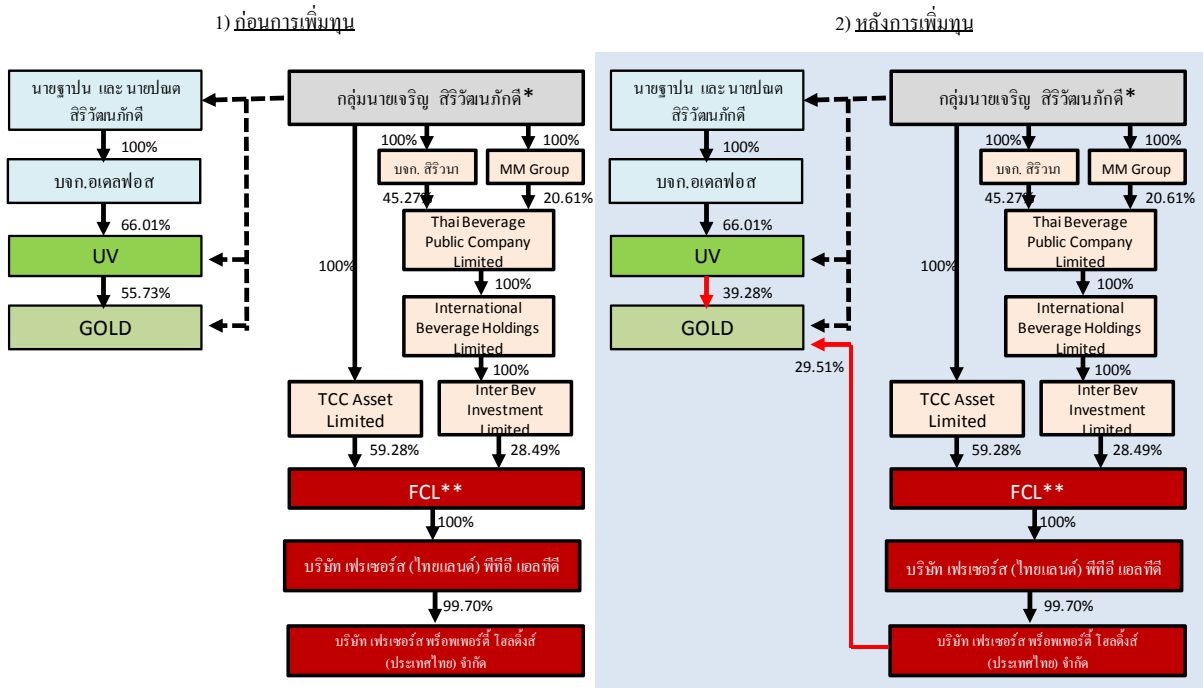 1) ก่อนการเพิ่มทุน
นายฐาปน และ นายปณต
สิริวัฒนภักดี
กลุ่มนายเจริญ สิริวัฒนภักดี*
100%
100%
100%
บจก. สิริวนา
MM Group
บจก.อเดลฟอส
45.27%
20.61%
66.01%
Thai Beverage
Public Company
Limited
UV
100%
55.73%
100%
GOLD
International
Beverage Holdings
Limited
100%
TCC Asset
Limited
Inter Bev
Investment
Limited
59.28%
28.49%
FCL**
100%
บริษัท เฟรเซอร์ส (ไทยแลนด์) พีทีอี แอลทีดี
99.70%
บริษัท เฟรเซอร์ส พร็อพเพอร์ตี้ โฮลดิ้งส์
(ประเทศไทย) จำกัด
2) หลังการเพิ่มทุน
นายฐาปน และ นายปณต
สิริวัฒนภักดี
กลุ่มนายเจริญ สิริวัฒนภักดี*
100%
100%
100%
บจก. สิริวนา
MM Group
บจก.อเดลฟอส
45.27%
20.61%
66.01%
Thai Beverage
Public Company
Limited
UV
100%
39.28%
100%
GOLD
International
Beverage Holdings
Limited
29.51%
100%
TCC Asset
Limited
Inter Bev
Investment
Limited
59.28%
28.49%
FCL**
100%
บริษัท เฟรเซอร์ส (ไทยแลนด์) พีทีอี แอลทีดี
99.70%
บริษัท เฟรเซอร์ส พร็อพเพอร์ตี้ โฮลดิ้งส์
(ประเทศไทย) จำกัด